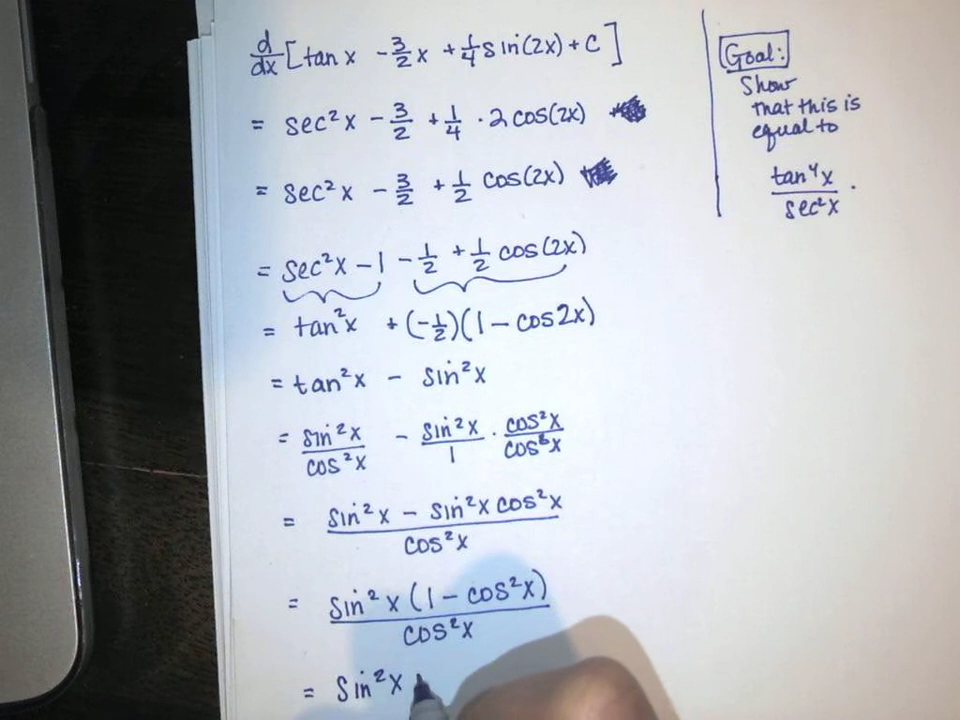 d/dx [tan x - 3/2 x + 1/4 sin(2x) + C]
= sec²x - 3/2 + 1/4 · 2 cos(2x)
= sec²x - 3/2 + 1/2 cos(2x)
= sec²x - 1 - 1/2 + 1/2 cos(2x)
= tan²x + (-1/2)(1 - cos2x)
= tan²x - sin²x
= sin²x/cos²x - sin²x/1 · cos²x/cos²x
= (sin²x - sin²x cos²x)/cos²x
= sin²x (1 - cos²x)/cos²x
= sin²x
Goal:
Show
that this is
equal to
tan⁴x/sec²x.